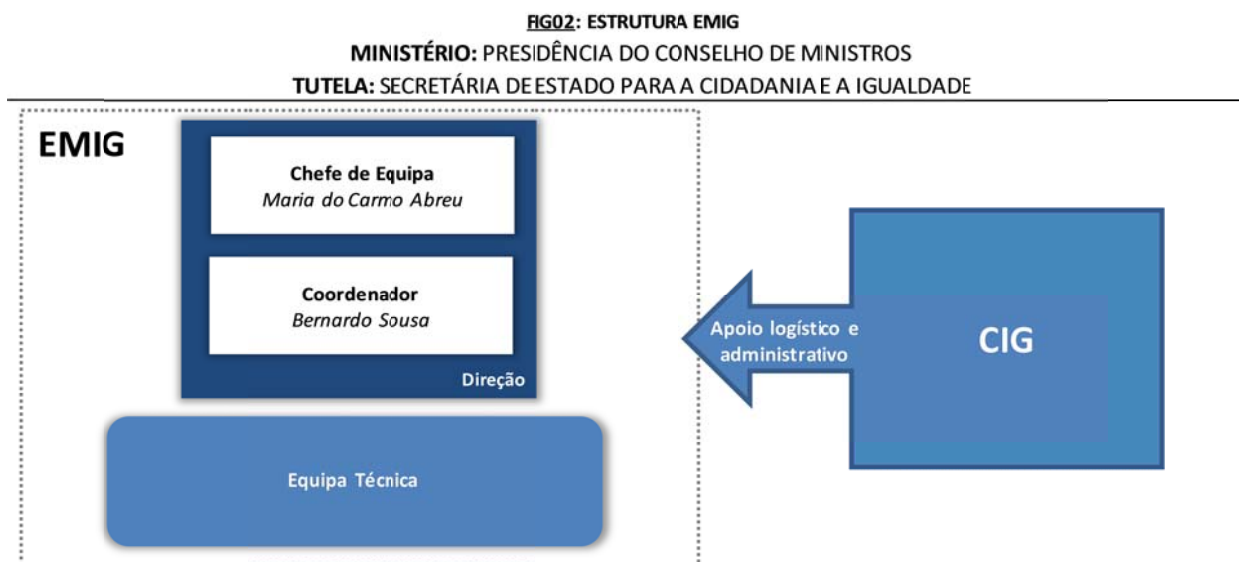 FIG02: ESTRUTURA EMIG
MINISTÉRIO: PRESIDÊNCIA DO CONSELHO DE MINISTROS
TUTELA: SECRETÁRIA DE ESTADO PARA A CIDADANIA E A IGUALDADE
EMIG
Chefe de Equipa
Maria do Carmo Abreu
Coordenador
Bernardo Sousa
Direção
Equipa Técnica
Apoio logístico e
administrativo
CIG